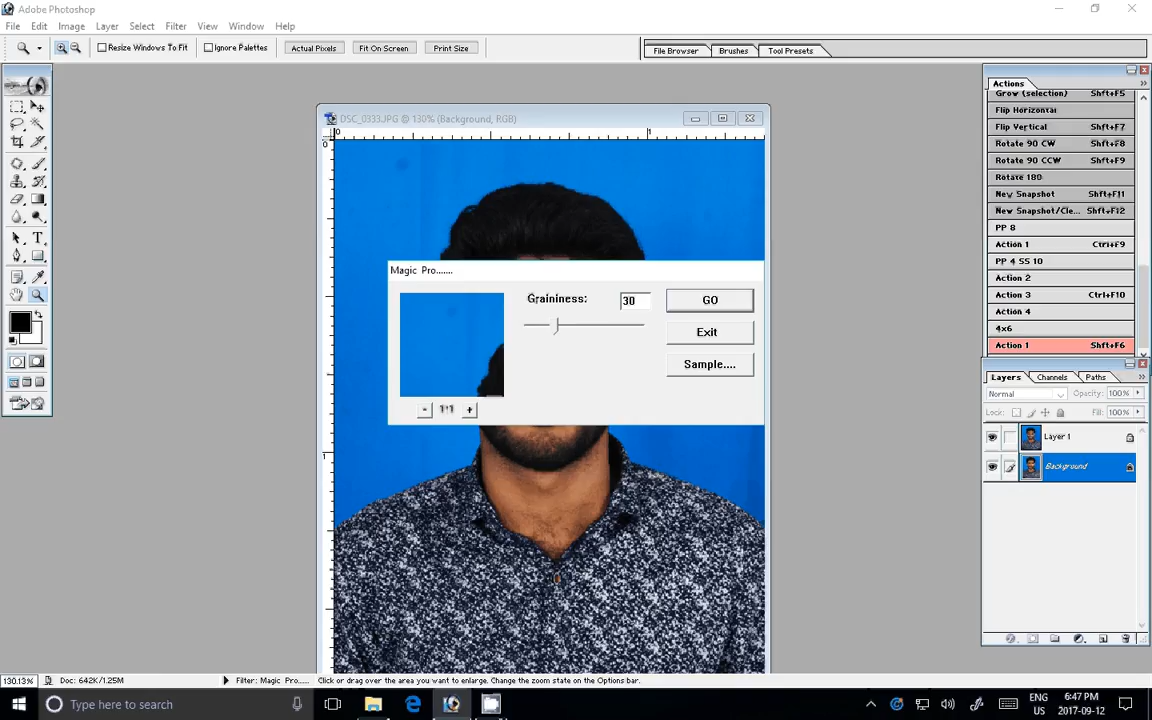 Adobe Photoshop
File Edit Image Layer Select Filter View Window Help
Resize Windows To Fit Ignore Palettes Actual Pixels Fit On Screen Print Size File Browser Brushes Tool Presets
DSC_0333.JPG @ 130% (Background, RGB)
0 1
0
1
Magic Pro.......
Graininess: 30
GO
Exit
Sample....
- 1:1 +
Actions
Grow (selection) Shft+F5
Flip Horizontal
Flip Vertical Shft+F7
Rotate 90 CW Shft+F8
Rotate 90 CCW Shft+F9
Rotate 180
New Snapshot Shft+F11
New Snapshot/Cle... Shft+F12
PP 8
Action 1 Ctrl+F9
PP 4 SS 10
Action 2
Action 3 Ctrl+F10
Action 4
4x6
Action 1 Shft+F6
Layers Channels Paths
Normal Opacity: 100%
Lock: Fill: 100%
Layer 1
Background
130.13% Doc: 642K/1.25M Filter: Magic Pro.... Click or drag over the area you want to enlarge. Change the zoom state on the Options bar.
Type here to search
ENG 6:47 PM
US 2017-09-12